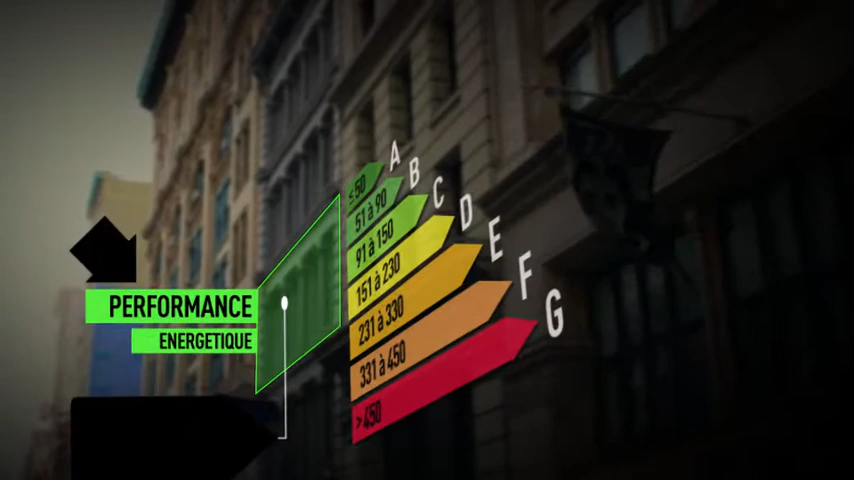 PERFORMANCE
ENERGETIQUE
≤50 A
51 à 90 B
91 à 150 C
151 à 230 D
231 à 330 E
331 à 450 F
>450 G